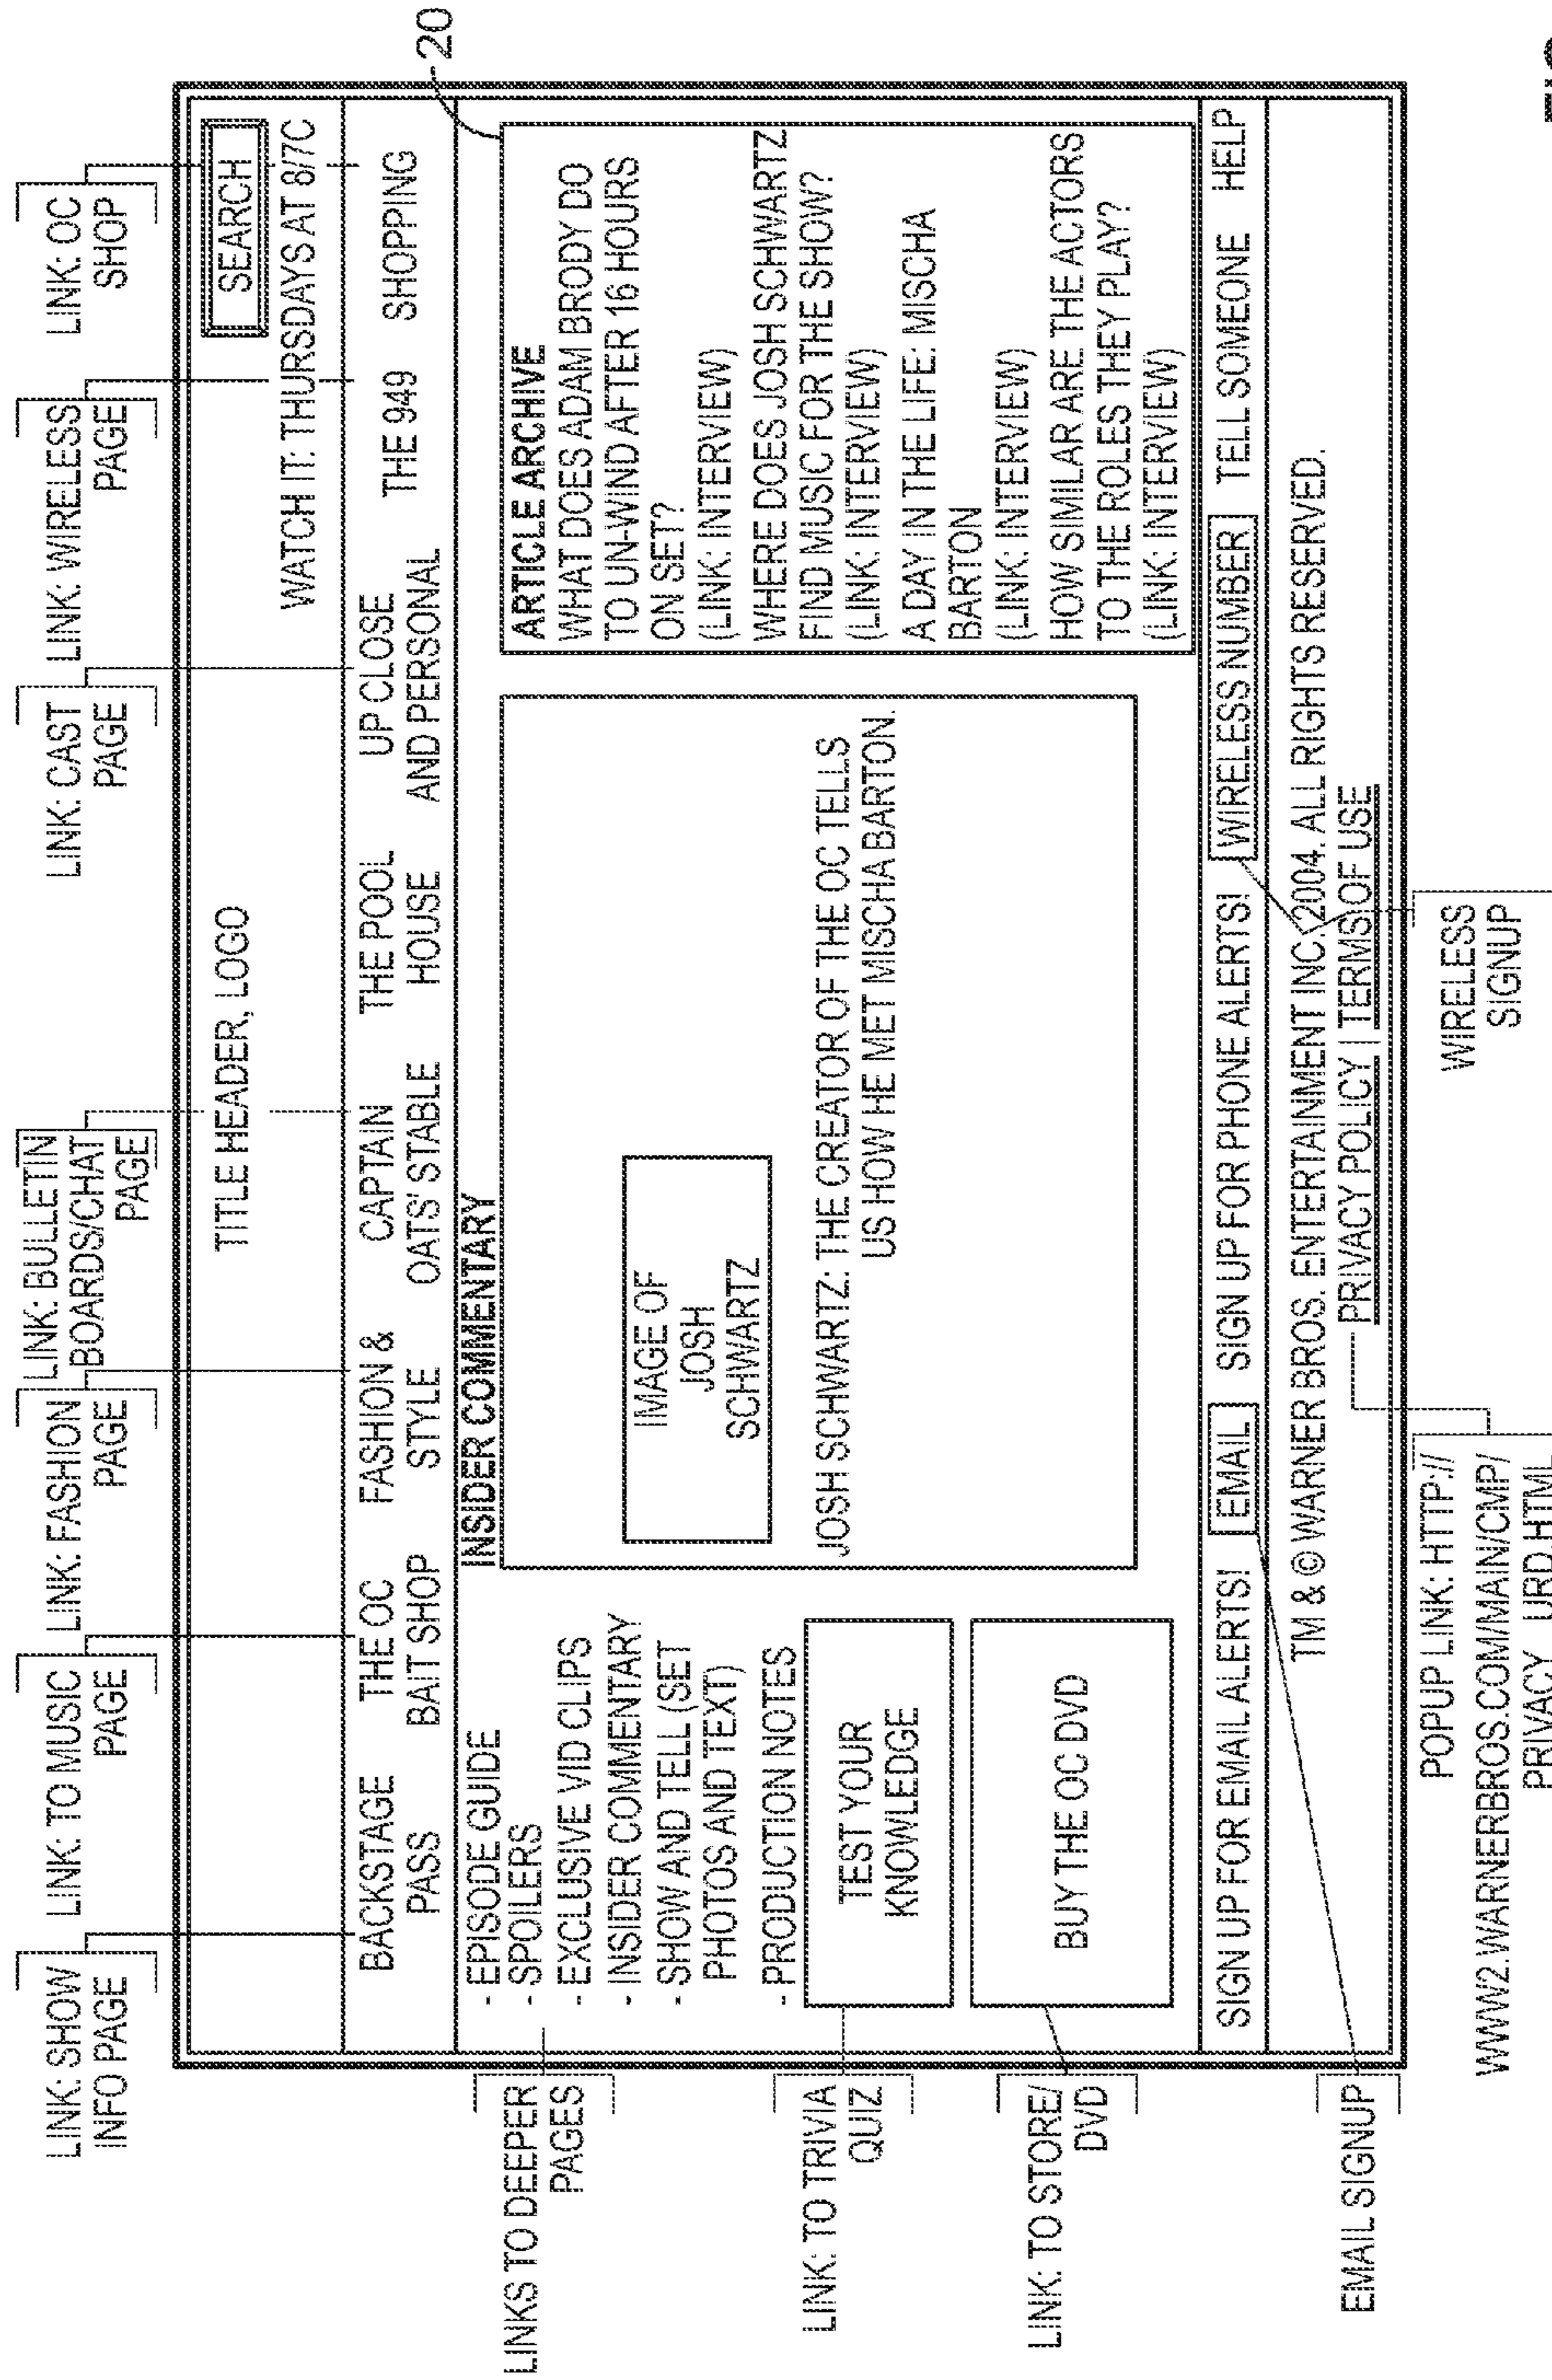 LINK: SHOW
INFO PAGE
LINK: TO MUSIC
PAGE
LINK: FASHION
PAGE
LINK: BULLETIN
BOARDS/CHAT
PAGE
LINK: CAST
PAGE
LINK: WIRELESS
PAGE
LINK: OC
SHOP
TITLE HEADER, LOGO
SEARCH
WATCH IT: THURSDAYS AT 8/7C
BACKSTAGE
PASS
THE OC
BAIT SHOP
FASHION &
STYLE
CAPTAIN
OATS' STABLE
THE POOL
HOUSE
UP CLOSE
AND PERSONAL
THE 949
SHOPPING
20
LINKS TO DEEPER
PAGES
- EPISODE GUIDE
- SPOILERS
- EXCLUSIVE VID CLIPS
- INSIDER COMMENTARY
- SHOW AND TELL (SET
PHOTOS AND TEXT)
- PRODUCTION NOTES
LINK: TO TRIVIA
QUIZ
TEST YOUR
KNOWLEDGE
LINK: TO STORE/
DVD
BUY THE OC DVD
INSIDER COMMENTARY
IMAGE OF
JOSH
SCHWARTZ
JOSH SCHWARTZ: THE CREATOR OF THE OC TELLS
US HOW HE MET MISCHA BARTON.
ARTICLE ARCHIVE
WHAT DOES ADAM BRODY DO
TO UN-WIND AFTER 16 HOURS
ON SET?
(LINK: INTERVIEW)
WHERE DOES JOSH SCHWARTZ
FIND MUSIC FOR THE SHOW?
(LINK: INTERVIEW)
A DAY IN THE LIFE: MISCHA
BARTON
(LINK: INTERVIEW)
HOW SIMILAR ARE THE ACTORS
TO THE ROLES THEY PLAY?
(LINK: INTERVIEW)
SIGN UP FOR EMAIL ALERTS! EMAIL SIGN UP FOR PHONE ALERTS! WIRELESS NUMBER TELL SOMEONE HELP
TM & © WARNER BROS. ENTERTAINMENT INC. 2004. ALL RIGHTS RESERVED.
PRIVACY POLICY | TERMS OF USE
EMAIL SIGNUP
POPUP LINK: HTTP://
WWW2.WARNERBROS.COM/MAIN/CMP/
PRIVACY_URD.HTML
WIRELESS
SIGNUP